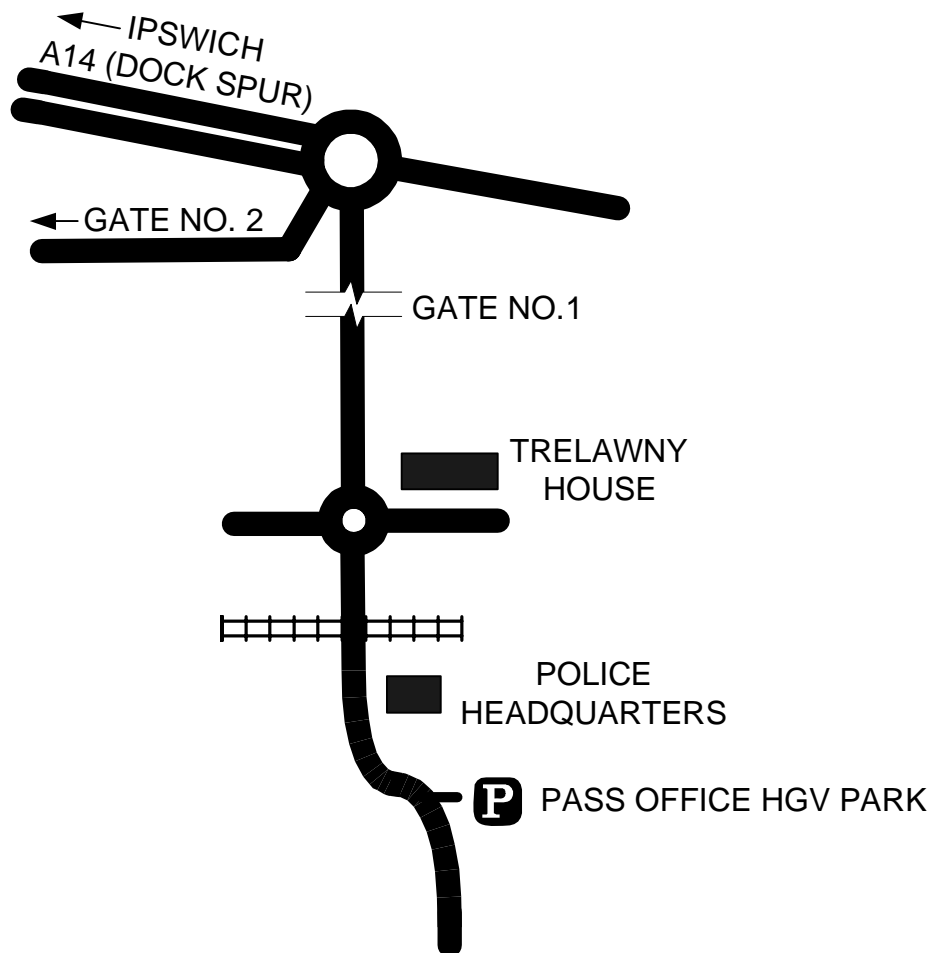 IPSWICH
A14 (DOCK SPUR)
GATE NO. 2
GATE NO.1
TRELAWNY
HOUSE
POLICE
HEADQUARTERS
P PASS OFFICE HGV PARK